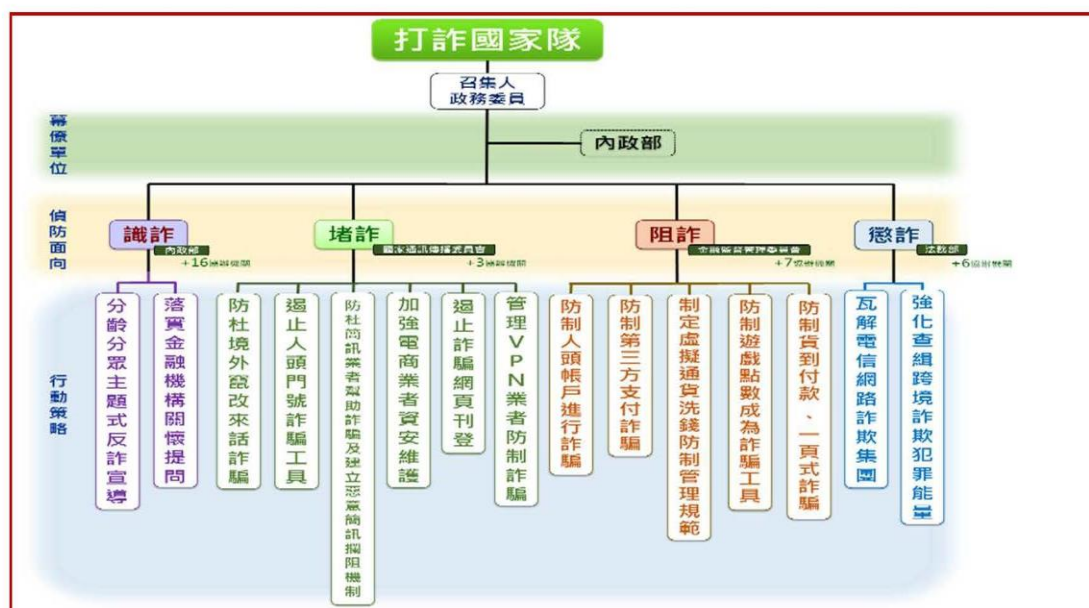 打詐國家隊
召集人
政務委員
幕僚單位
內政部
偵防面向
識詐
內政部
+16協辦機關
堵詐
國家通訊傳播委員會
+3協辦機關
阻詐
金融監督管理委員會
+7協辦機關
懲詐
法務部
+6協辦機關
行動策略
分齡分眾主題式反詐宣導
落實金融機構關懷提問
防杜境外竄改來話詐騙
遏止人頭門號詐騙工具
防杜簡訊業者幫助詐騙及建立惡意簡訊攔阻機制
加強電商業者資安維護
遏止詐騙網頁刊登
管理VPN業者防制詐騙
防制人頭帳戶進行詐騙
防制第三方支付詐騙
制定虛擬通貨洗錢防制管理規範
防制遊戲點數成為詐騙工具
防制貨到付款、一頁式詐騙
瓦解電信網路詐欺集團
強化查緝跨境詐欺犯罪能量